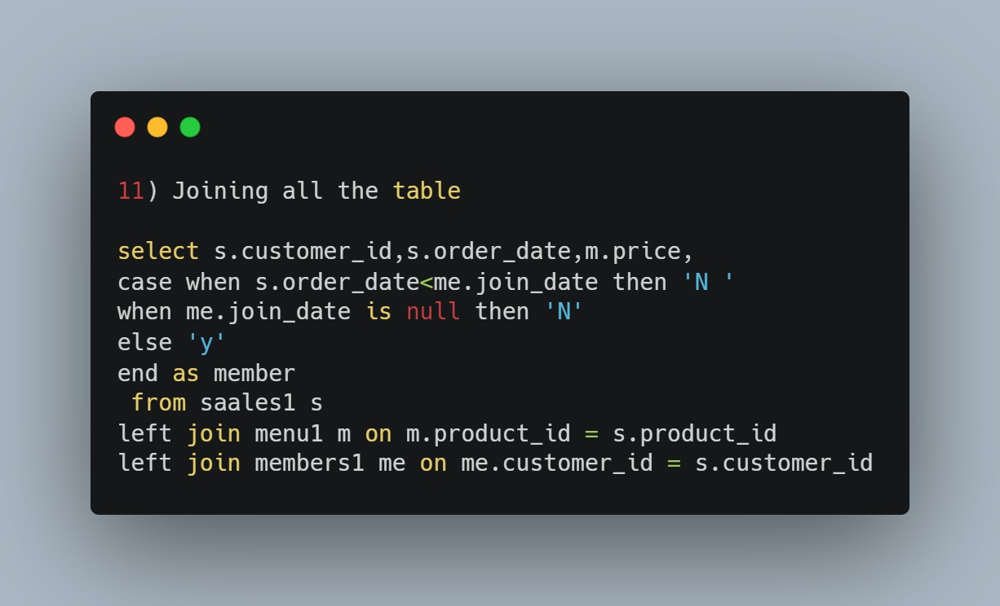 11) Joining all the table
select s.customer_id,s.order_date,m.price,
case when s.order_date<me.join_date then 'N '
when me.join_date is null then 'N'
else 'y'
end as member
 from saales1 s
left join menu1 m on m.product_id = s.product_id
left join members1 me on me.customer_id = s.customer_id